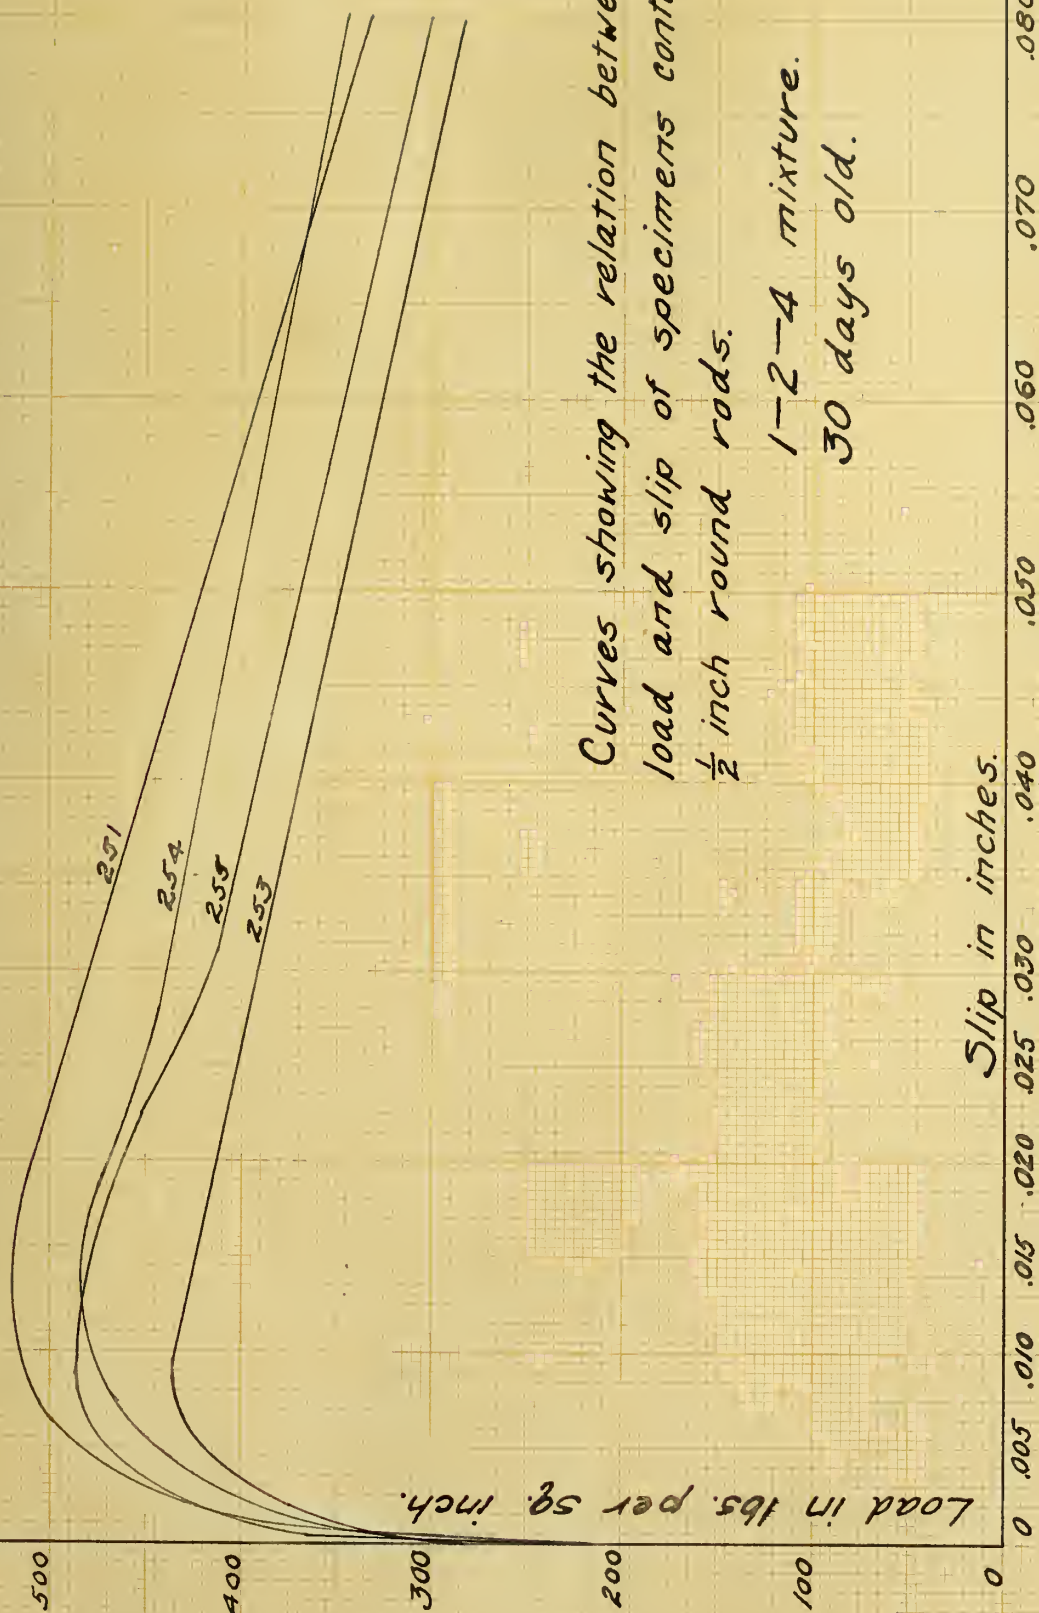 Curves showing the relation
load and slip of specimens
½ inch round rods.
1-2-4 mixture.
30 days old.
251
254
255
253
Load in lbs. per sq. inch.
500
400
300
200
100
0
Slip in inches.
0 .005 .010 .015 .020 .025 .030 .040 .050 .060 .070 .080